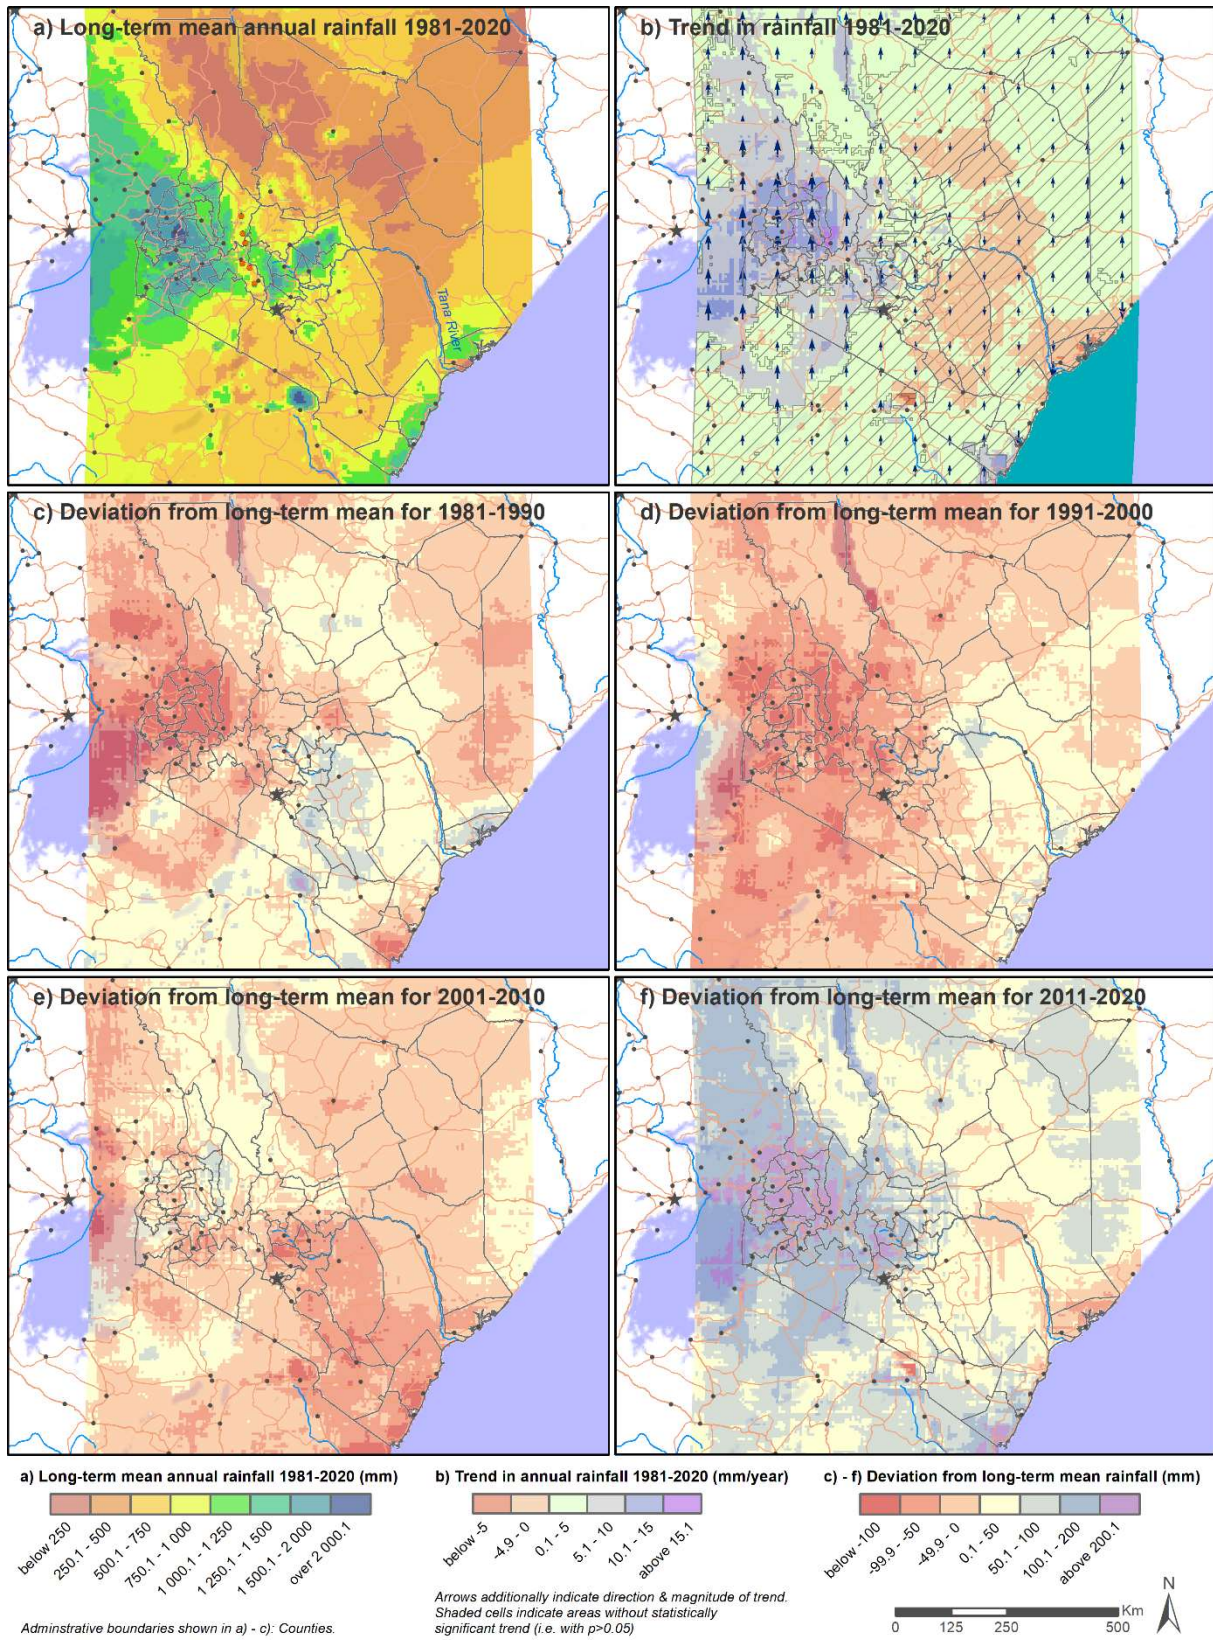 a) Long-term mean annual rainfall 1981-2020
b) Trend in rainfall 1981-2020
Tana River
c) Deviation from long-term mean for 1981-1990
d) Deviation from long-term mean for 1991-2000
e) Deviation from long-term mean for 2001-2010
f) Deviation from long-term mean for 2011-2020
a) Long-term mean annual rainfall 1981-2020 (mm)
below 250
250.1 - 500
500.1 - 750
750.1 - 1 000
1 000.1 - 1 250
1 250.1 - 1 500
1 500.1 - 2 000
over 2 000.1
Adminstrative boundaries shown in a) - c): Counties.
b) Trend in annual rainfall 1981-2020 (mm/year)
below -5
-4.9 - 0
0.1 - 5
5.1 - 10
10.1 - 15
above 15.1
Arrows additionally indicate direction & magnitude of trend.
Shaded cells indicate areas without statistically
significant trend (i.e. with p>0.05)
c) - f) Deviation from long-term mean rainfall (mm)
below -100
-99.9 - -50
-49.9 - 0
0.1 - 50
50.1 - 100
100.1 - 200
above 200.1
N
Km
0 125 250 500